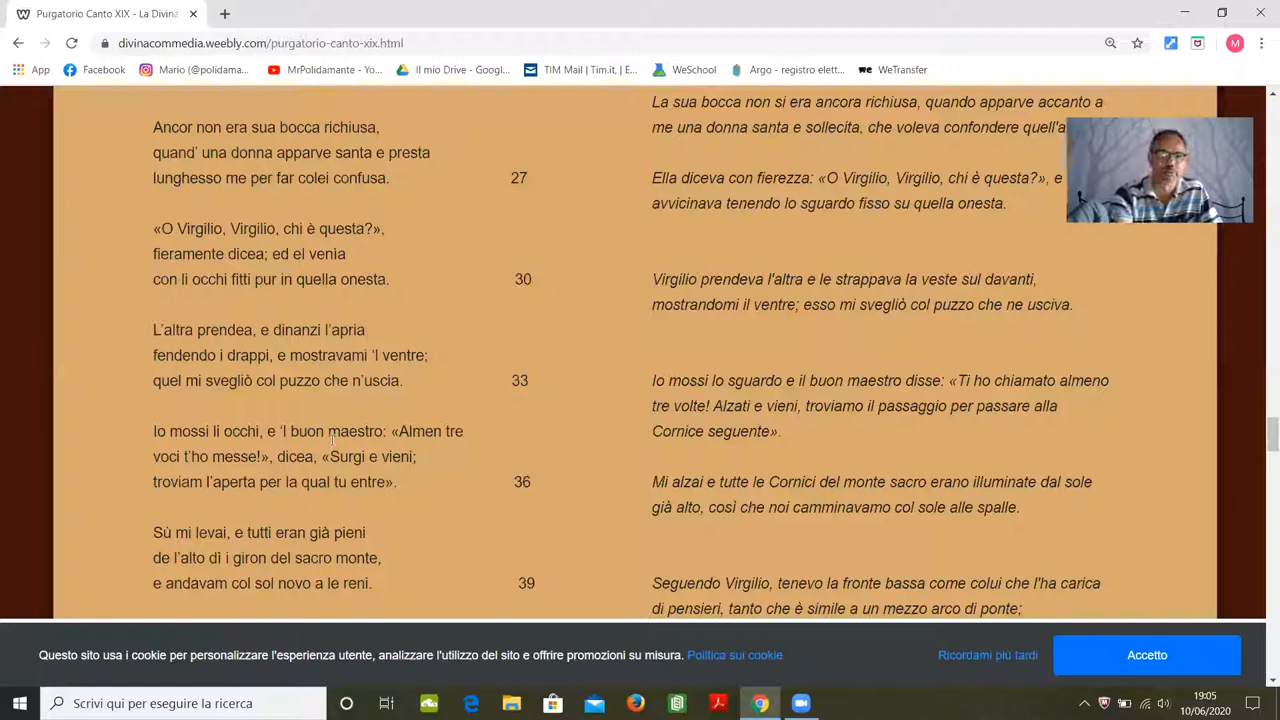 Purgatorio Canto XIX - La Divina
divinacommedia.weebly.com/purgatorio-canto-xix.html
App
Facebook
Mario (@polidama...
MrPolidamante - Yo...
Il mio Drive - Googl...
TIM Mail | Tim.it, | E...
WeSchool
Argo - registro elett...
WeTransfer
Ancor non era sua bocca richiusa,
quand' una donna apparve santa e presta
lunghesso me per far colei confusa. 27
«O Virgilio, Virgilio, chi è questa?»,
fieramente dicea; ed el venìa
con li occhi fitti pur in quella onesta. 30
L'altra prendea, e dinanzi l'apria
fendendo i drappi, e mostravami 'l ventre;
quel mi svegliò col puzzo che n'uscia. 33
Io mossi li occhi, e 'l buon maestro: «Almen tre
voci t'ho messe!», dicea, «Surgi e vieni;
troviam l'aperta per la qual tu entre». 36
Sù mi levai, e tutti eran già pieni
de l'alto dì i giron del sacro monte,
e andavam col sol novo a le reni. 39
La sua bocca non si era ancora richiusa, quando apparve accanto a
me una donna santa e sollecita, che voleva confondere quell'a
Ella diceva con fierezza: «O Virgilio, Virgilio, chi è questa?», e
avvicinava tenendo lo sguardo fisso su quella onesta.
Virgilio prendeva l'altra e le strappava la veste sul davanti,
mostrandomi il ventre; esso mi svegliò col puzzo che ne usciva.
Io mossi lo sguardo e il buon maestro disse: «Ti ho chiamato almeno
tre volte! Alzati e vieni, troviamo il passaggio per passare alla
Cornice seguente».
Mi alzai e tutte le Cornici del monte sacro erano illuminate dal sole
già alto, così che noi camminavamo col sole alle spalle.
Seguendo Virgilio, tenevo la fronte bassa come colui che l'ha carica
di pensieri, tanto che è simile a un mezzo arco di ponte;
Questo sito usa i cookie per personalizzare l'esperienza utente, analizzare l'utilizzo del sito e offrire promozioni su misura. Politica sui cookie
Ricordami più tardi
Accetto
Scrivi qui per eseguire la ricerca
19:05
10/06/2020